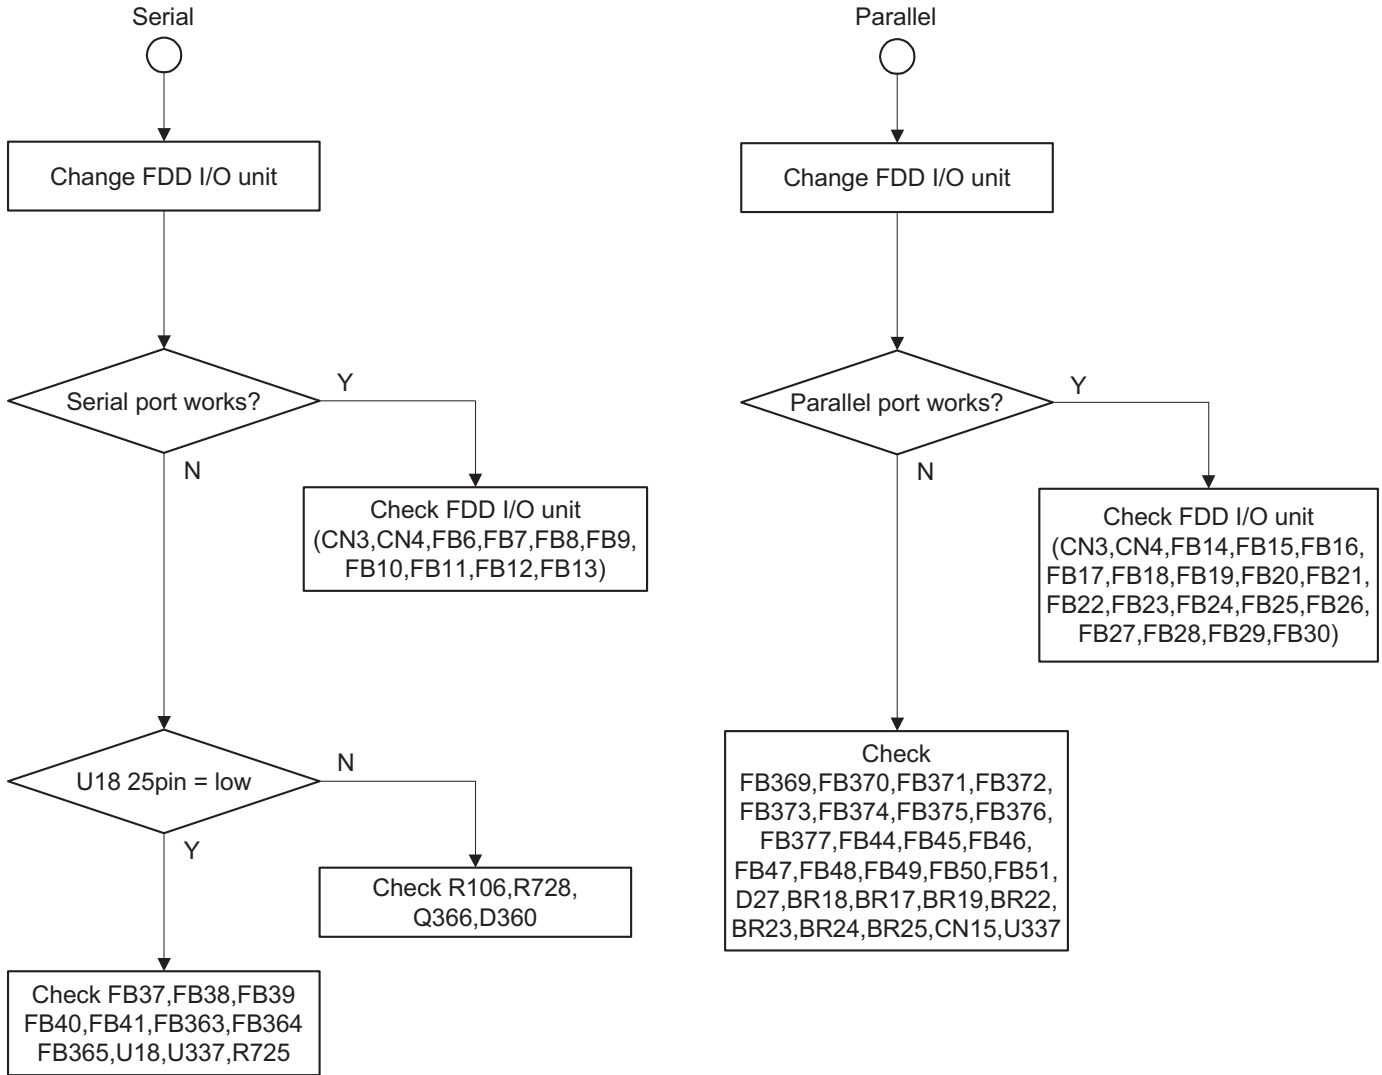 Serial
Change FDD I/O unit
Serial port works?
Y
N
Check FDD I/O unit
(CN3,CN4,FB6,FB7,FB8,FB9,
FB10,FB11,FB12,FB13)
U18 25pin = low
N
Y
Check R106,R728,
Q366,D360
Check FB37,FB38,FB39
FB40,FB41,FB363,FB364
FB365,U18,U337,R725
Parallel
Change FDD I/O unit
Parallel port works?
Y
N
Check FDD I/O unit
(CN3,CN4,FB14,FB15,FB16,
FB17,FB18,FB19,FB20,FB21,
FB22,FB23,FB24,FB25,FB26,
FB27,FB28,FB29,FB30)
Check
FB369,FB370,FB371,FB372,
FB373,FB374,FB375,FB376,
FB377,FB44,FB45,FB46,
FB47,FB48,FB49,FB50,FB51,
D27,BR18,BR17,BR19,BR22,
BR23,BR24,BR25,CN15,U337